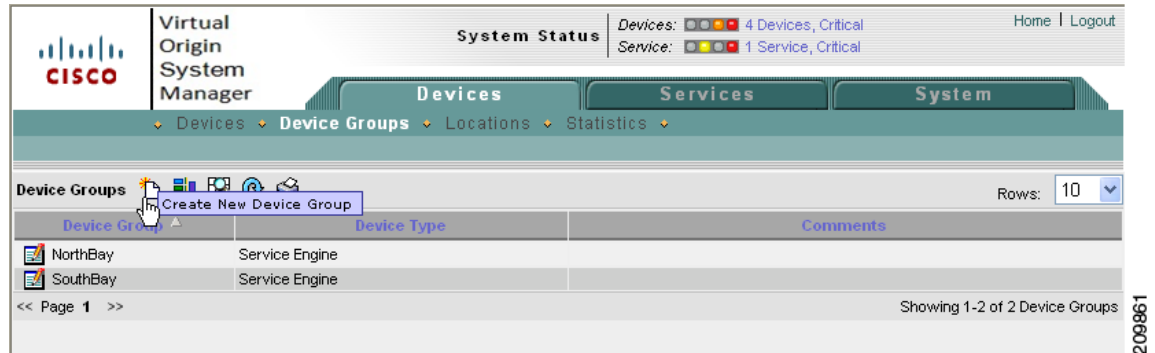 CISCO
Virtual
Origin
System
Manager
System Status
Devices: 4 Devices, Critical
Service: 1 Service, Critical
Home | Logout
Devices Services System
Devices Device Groups Locations Statistics
Device Groups
Create New Device Group
Rows: 10
Device Group Device Type Comments
NorthBay Service Engine
SouthBay Service Engine
<< Page 1 >> Showing 1-2 of 2 Device Groups
209861